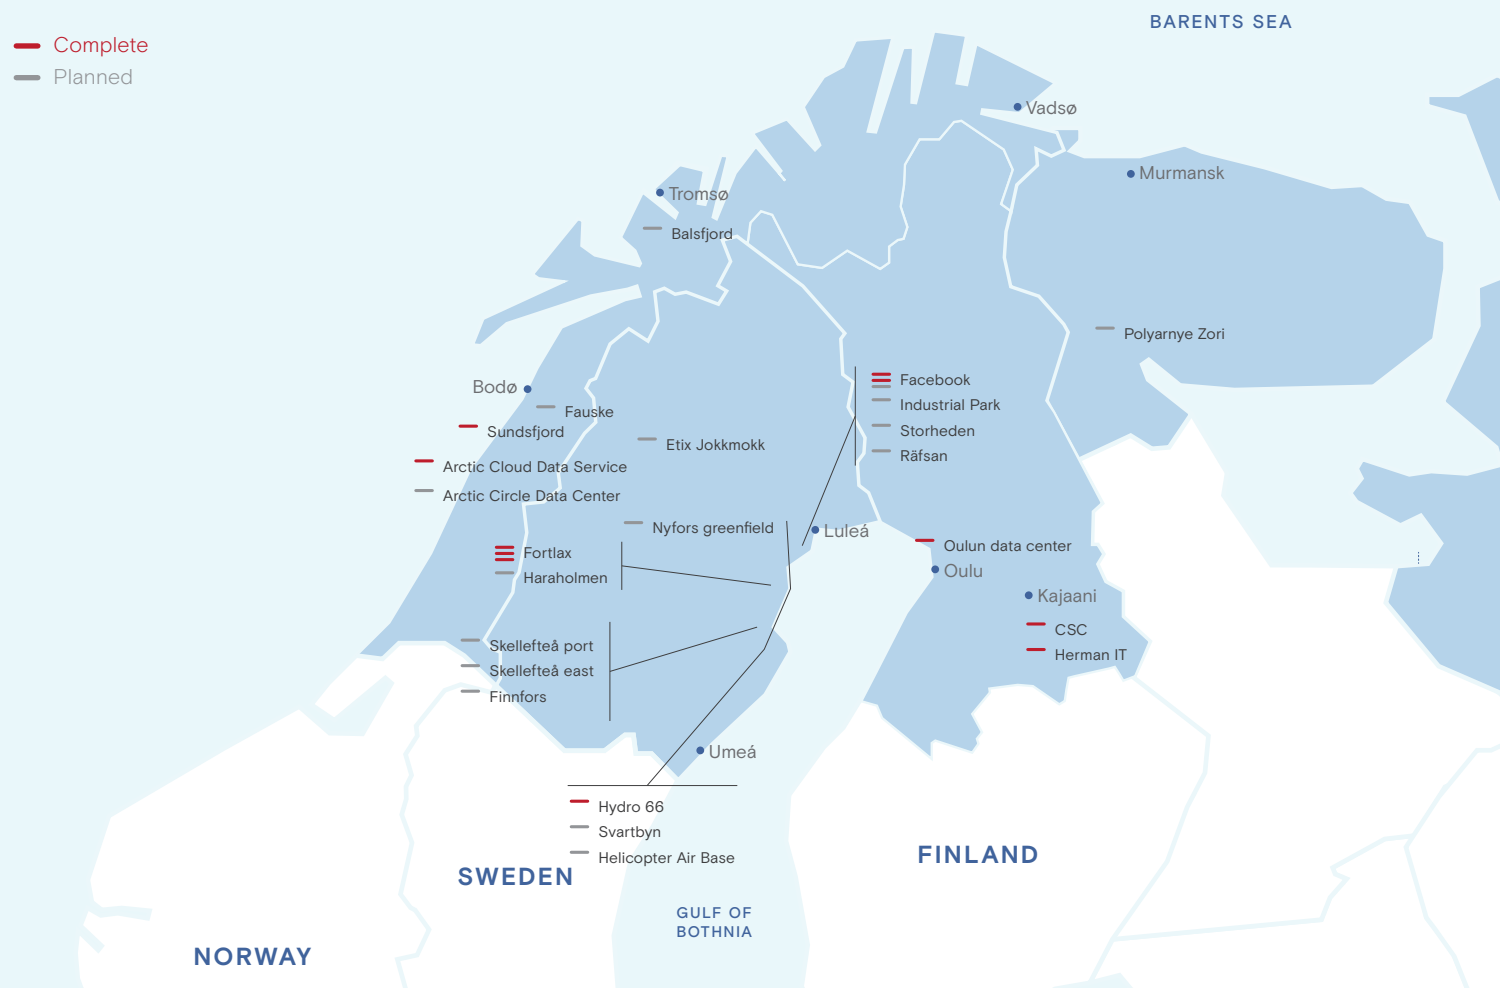 BARENTS SEA
Complete
Planned
Vadsø
Murmansk
Tromsø
Balsfjord
Polyarnye Zori
Bodø
Fauske
Sundsfjord
Facebook
Industrial Park
Storheden
Räfsan
Etix Jokkmokk
Arctic Cloud Data Service
Arctic Circle Data Center
Nyfors greenfield
Luleá
Oulun data center
Fortlax
Haraholmen
Oulu
Kajaani
CSC
Herman IT
Skellefteå port
Skellefteå east
Finnfors
Umeá
Hydro 66
Svartbyn
Helicopter Air Base
FINLAND
SWEDEN
GULF OF
BOTHNIA
NORWAY